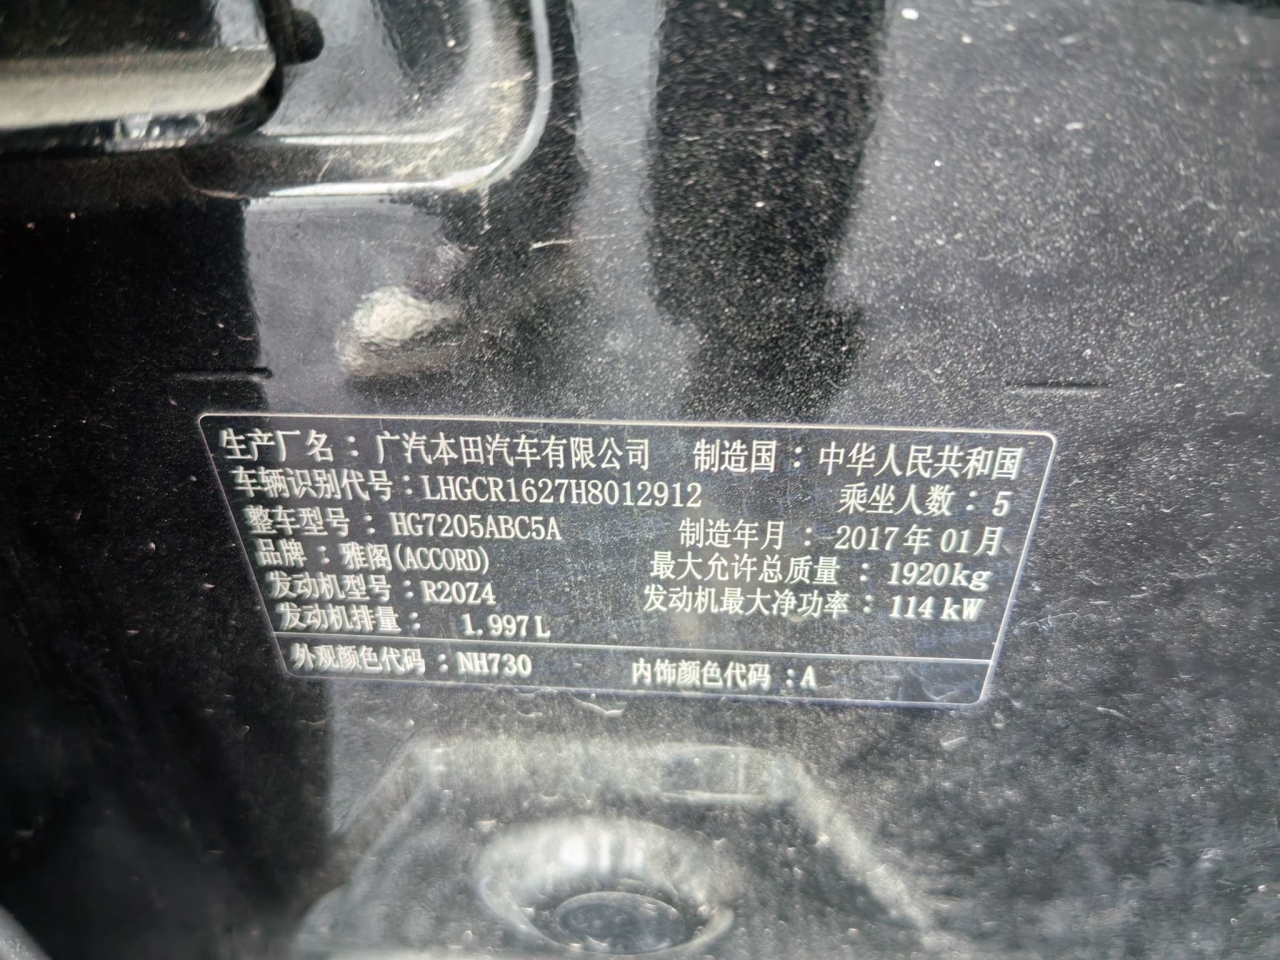 生产厂名：广汽本田汽车有限公司 制造国：中华人民共和国
车辆识别代号：LHGCR1627H8012912 乘坐人数：5
整车型号：HG7205ABC5A 制造年月：2017年01月
品牌：雅阁(ACCORD) 最大允许总质量：1920kg
发动机型号：R20Z4 发动机最大净功率：114kW
发动机排量：1.997L
外观颜色代码：NH730 内饰颜色代码：A